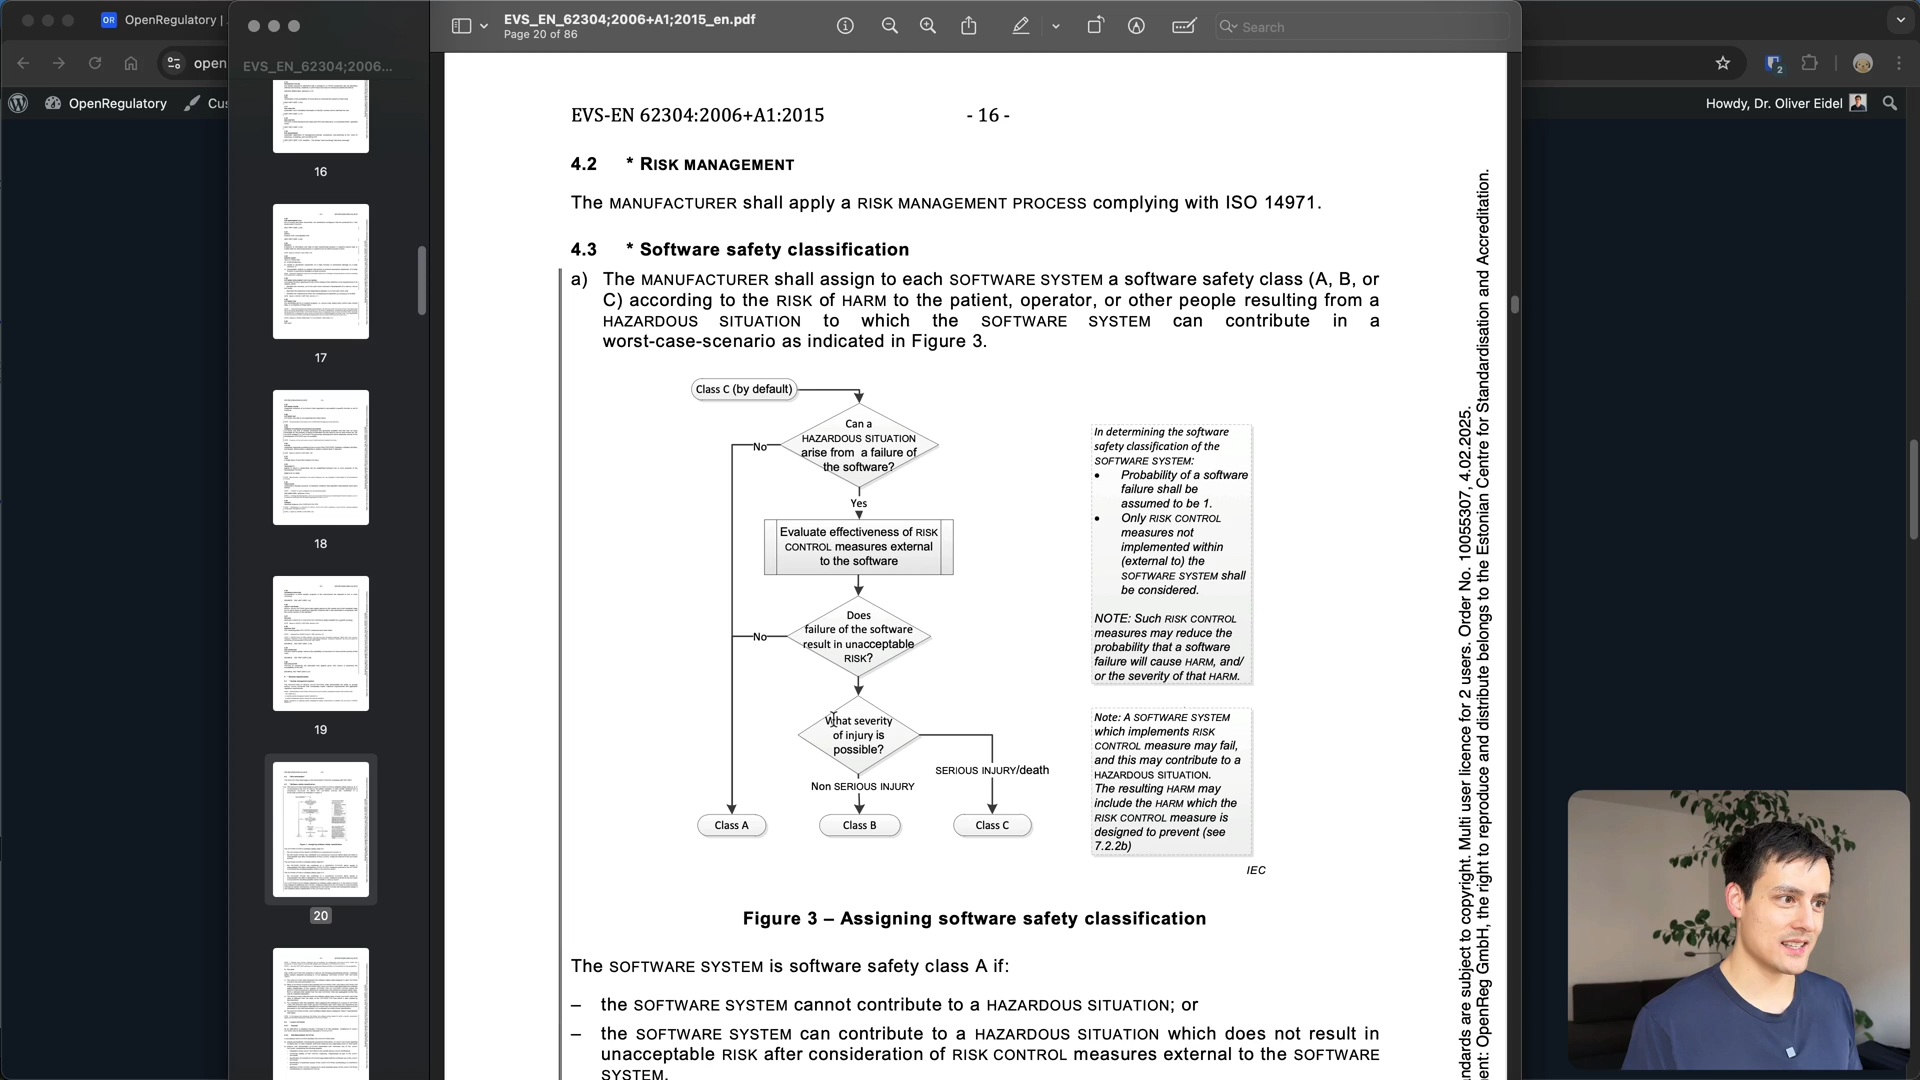 OR OpenRegulatory |
open
OpenRegulatory
Cus
Howdy, Dr. Oliver Eidel
2
EVS_EN_62304;2006+A1;2015_en.pdf
Page 20 of 86
Search
EVS_EN_62304;2006...
16
17
18
19
20
EVS-EN 62304:2006+A1:2015 - 16 -
4.2 * RISK MANAGEMENT
The MANUFACTURER shall apply a RISK MANAGEMENT PROCESS complying with ISO 14971.
4.3 * Software safety classification
a) The MANUFACTURER shall assign to each SOFTWARE SYSTEM a software safety class (A, B, or
C) according to the RISK of HARM to the patient, operator, or other people resulting from a
HAZARDOUS SITUATION to which the SOFTWARE SYSTEM can contribute in a
worst-case-scenario as indicated in Figure 3.
Class C (by default)
Can a
HAZARDOUS SITUATION
arise from a failure of
the software?
No
Yes
Evaluate effectiveness of RISK
CONTROL measures external
to the software
Does
failure of the software
result in unacceptable
RISK?
No
What severity
of injury is
possible?
SERIOUS INJURY/death
Non SERIOUS INJURY
Class A
Class B
Class C
In determining the software
safety classification of the
SOFTWARE SYSTEM:
• Probability of a software
failure shall be
assumed to be 1.
• Only RISK CONTROL
measures not
implemented within
(external to) the
SOFTWARE SYSTEM shall
be considered.
NOTE: Such RISK CONTROL
measures may reduce the
probability that a software
failure will cause HARM, and/
or the severity of that HARM.
Note: A SOFTWARE SYSTEM
which implements RISK
CONTROL measure may fail,
and this may contribute to a
HAZARDOUS SITUATION.
The resulting HARM may
include the HARM which the
RISK CONTROL measure is
designed to prevent (see
7.2.2b)
IEC
Figure 3 – Assigning software safety classification
The SOFTWARE SYSTEM is software safety class A if:
– the SOFTWARE SYSTEM cannot contribute to a HAZARDOUS SITUATION; or
– the SOFTWARE SYSTEM can contribute to a HAZARDOUS SITUATION which does not result in
unacceptable RISK after consideration of RISK CONTROL measures external to the SOFTWARE
SYSTEM.
ndards are subject to copyright. Multi user licence for 2 users. Order No. 10055307, 4.02.2025.
ment: OpenReg GmbH, the right to reproduce and distribute belongs to the Estonian Centre for Standardisation and Accreditation.